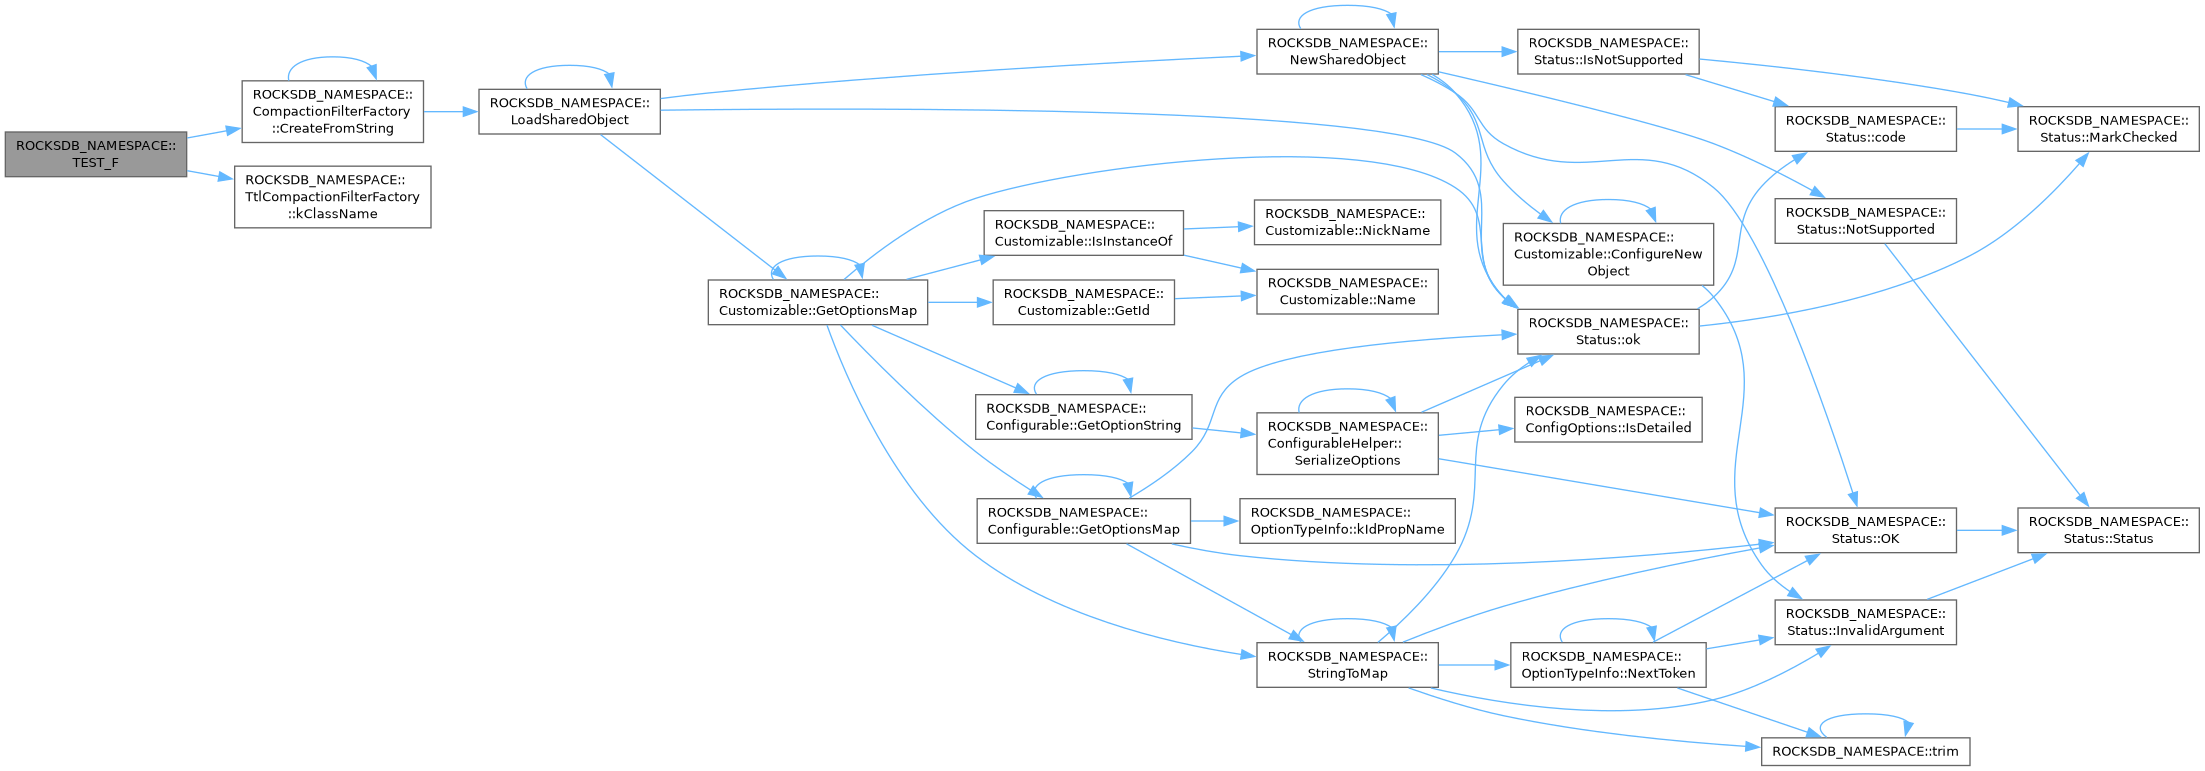 ROCKSDB_NAMESPACE::
TEST_F
ROCKSDB_NAMESPACE::
CompactionFilterFactory
::CreateFromString
ROCKSDB_NAMESPACE::
TtlCompactionFilterFactory
::kClassName
ROCKSDB_NAMESPACE::
LoadSharedObject
ROCKSDB_NAMESPACE::
Customizable::GetOptionsMap
ROCKSDB_NAMESPACE::
Customizable::IsInstanceOf
ROCKSDB_NAMESPACE::
Customizable::GetId
ROCKSDB_NAMESPACE::
Configurable::GetOptionString
ROCKSDB_NAMESPACE::
Configurable::GetOptionsMap
ROCKSDB_NAMESPACE::
NewSharedObject
ROCKSDB_NAMESPACE::
Customizable::NickName
ROCKSDB_NAMESPACE::
Customizable::Name
ROCKSDB_NAMESPACE::
ConfigurableHelper::
SerializeOptions
ROCKSDB_NAMESPACE::
OptionTypeInfo::kIdPropName
ROCKSDB_NAMESPACE::
StringToMap
ROCKSDB_NAMESPACE::
Status::IsNotSupported
ROCKSDB_NAMESPACE::
Customizable::ConfigureNew
Object
ROCKSDB_NAMESPACE::
Status::ok
ROCKSDB_NAMESPACE::
ConfigOptions::IsDetailed
ROCKSDB_NAMESPACE::
OptionTypeInfo::NextToken
ROCKSDB_NAMESPACE::
Status::code
ROCKSDB_NAMESPACE::
Status::NotSupported
ROCKSDB_NAMESPACE::
Status::OK
ROCKSDB_NAMESPACE::
Status::InvalidArgument
ROCKSDB_NAMESPACE::trim
ROCKSDB_NAMESPACE::
Status::MarkChecked
ROCKSDB_NAMESPACE::
Status::Status